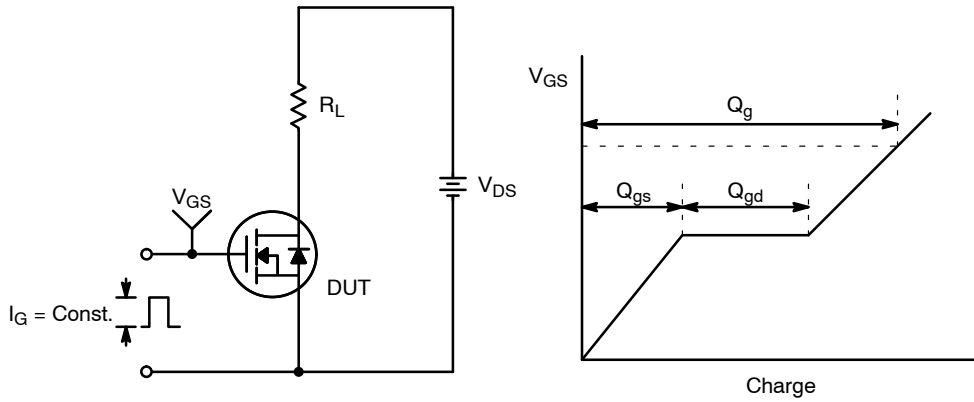 R_L
V_GS
V_DS
DUT
I_G = Const.
V_GS
Q_g
Q_gs
Q_gd
Charge